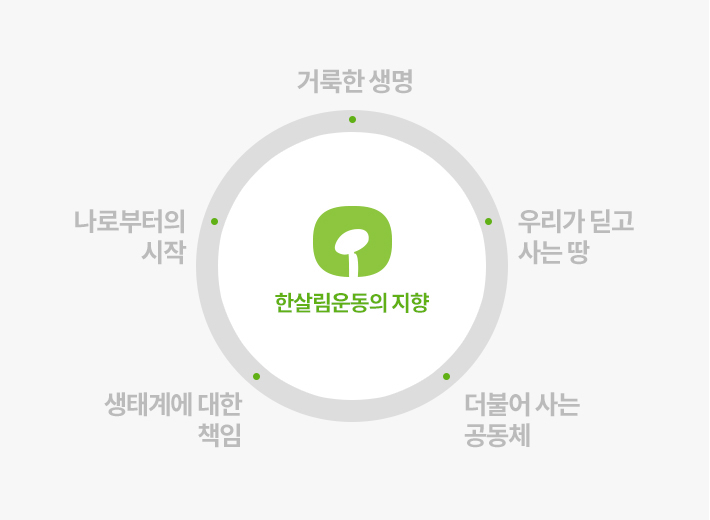 거룩한 생명
나로부터의
시작
우리가 딛고
사는 땅
한살림운동의 지향
생태계에 대한
책임
더불어 사는
공동체